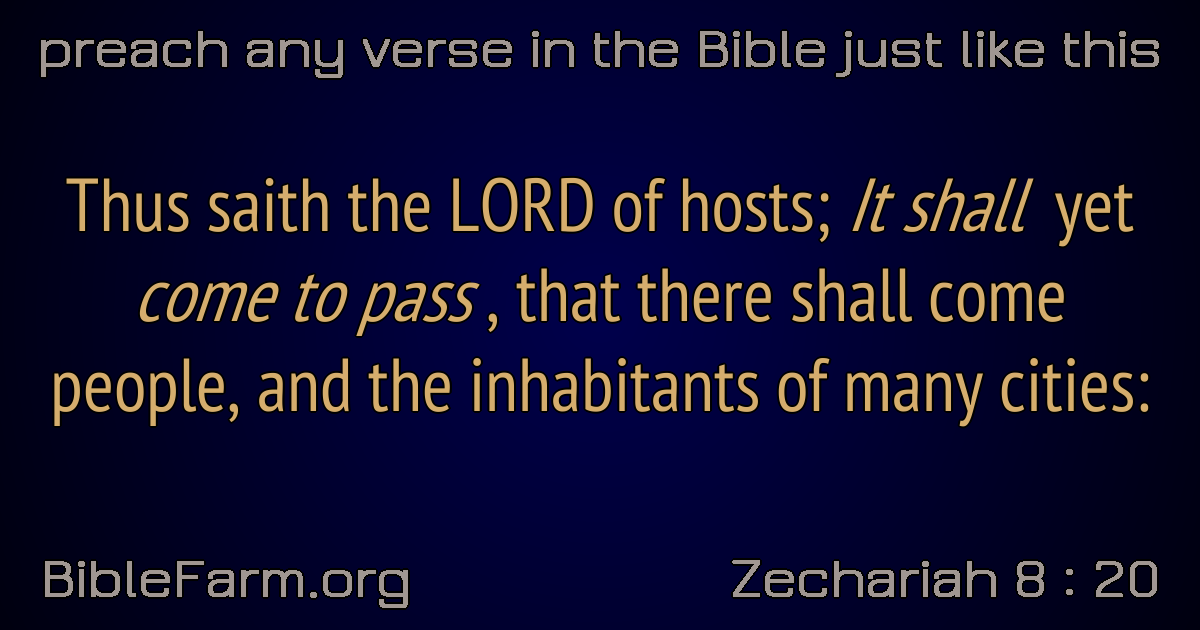 preach any verse in the Bible just like this
Thus saith the LORD of hosts; It shall yet
come to pass , that there shall come
people, and the inhabitants of many cities:
BibleFarm.org
Zechariah 8 : 20